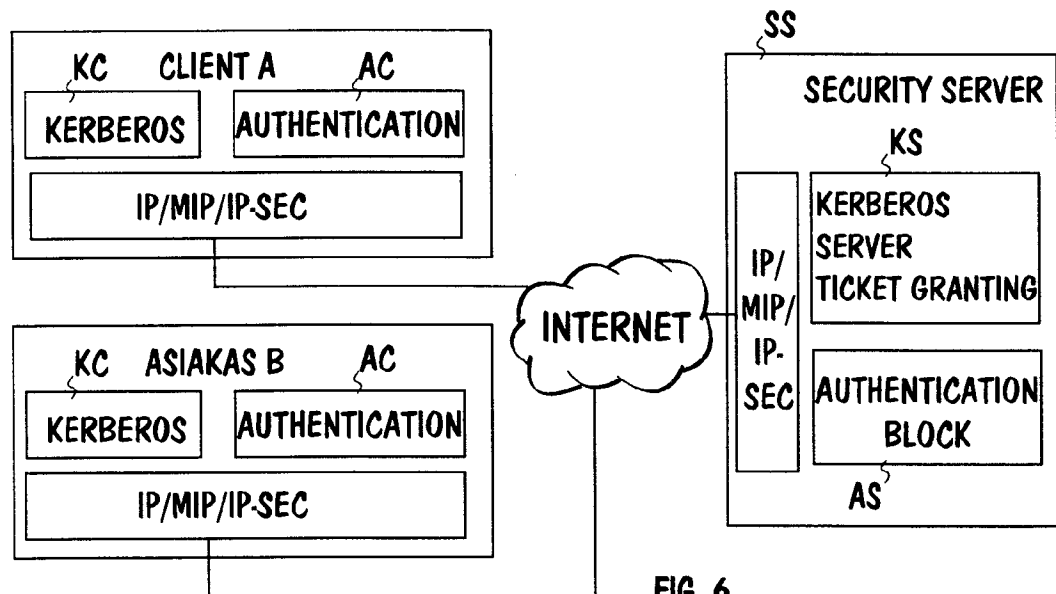 KC CLIENT A AC
KERBEROS AUTHENTICATION
IP/MIP/IP-SEC
KC ASIAKAS B AC
KERBEROS AUTHENTICATION
IP/MIP/IP-SEC
INTERNET
SS
SECURITY SERVER
KS
KERBEROS
SERVER
TICKET GRANTING
IP/
MIP/
IP-
SEC
AUTHENTICATION
BLOCK
AS
FIG. 6